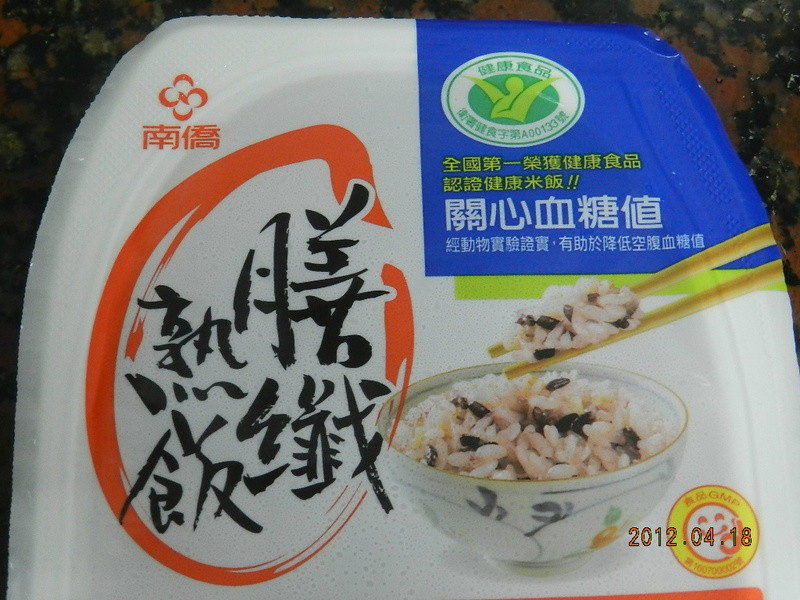 南僑
膳纖
熟飯
健康食品
衛署健食字第A00133號
全國第一榮獲健康食品
認證健康米飯!!
關心血糖值
經動物實驗證實,有助於降低空腹血糖值
食品GMP
2012.04.18